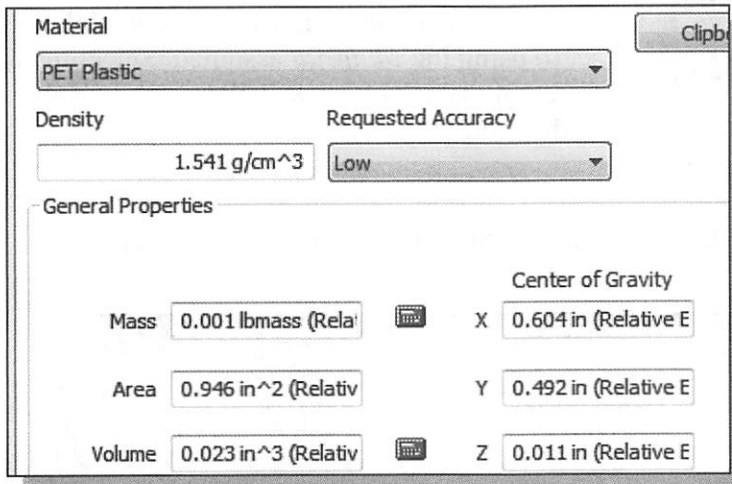 Material
Clipb
PET Plastic
Density Requested Accuracy
1.541 g/cm^3 Low
General Properties
Center of Gravity
Mass 0.001 lbmass (Rela X 0.604 in (Relative E
Area 0.946 in^2 (Relativ Y 0.492 in (Relative E
Volume 0.023 in^3 (Relativ Z 0.011 in (Relative E